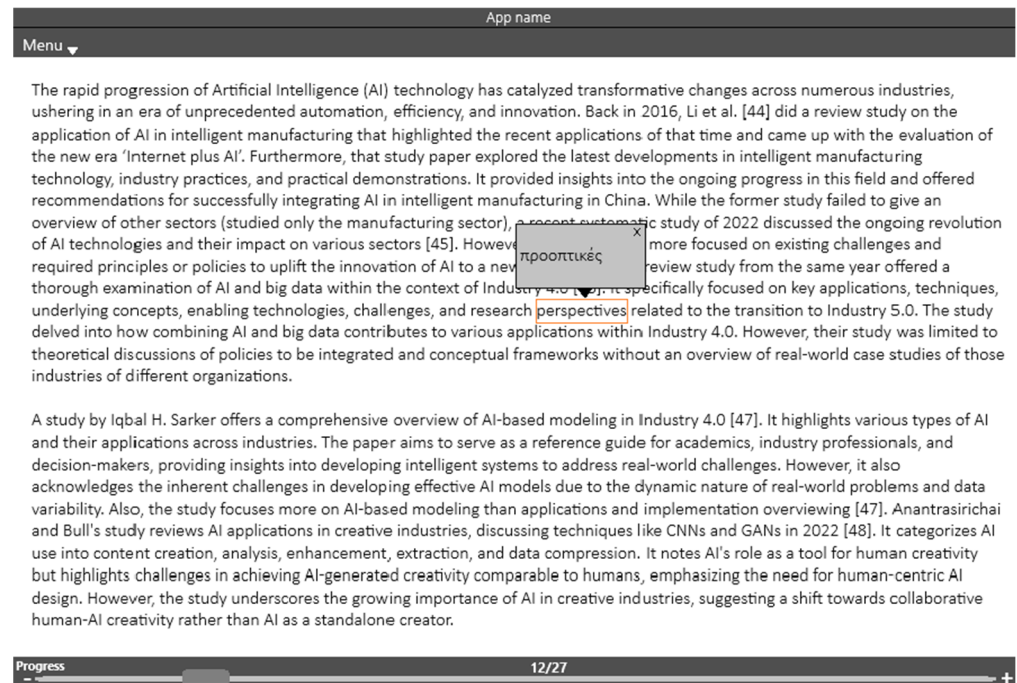 App name
Menu
The rapid progression of Artificial Intelligence (AI) technology has catalyzed transformative changes across numerous industries,
ushering in an era of unprecedented automation, efficiency, and innovation. Back in 2016, Li et al. [44] did a review study on the
application of AI in intelligent manufacturing that highlighted the recent applications of that time and came up with the evaluation of
the new era ‘Internet plus AI’. Furthermore, that study paper explored the latest developments in intelligent manufacturing
technology, industry practices, and practical demonstrations. It provided insights into the ongoing progress in this field and offered
recommendations for successfully integrating AI in intelligent manufacturing in China. While the former study failed to give an
overview of other sectors (studied only the manufacturing sector), a recent systematic study of 2022 discussed the ongoing revolution
x
of AI technologies and their impact on various sectors [45]. more focused on existing challenges and
προοπτικές
required principles or policies to uplift the innovation of AI to a review study from the same year offered a
thorough examination of AI and big data within the context of Industry 4.0 It specifically focused on key applications, techniques,
underlying concepts, enabling technologies, challenges, and research perspectives related to the transition to Industry 5.0. The study
delved into how combining AI and big data contributes to various applications within Industry 4.0. However, their study was limited to
theoretical discussions of policies to be integrated and conceptual frameworks without an overview of real-world case studies of those
industries of different organizations.
A study by Iqbal H. Sarker offers a comprehensive overview of AI-based modeling in Industry 4.0 [47]. It highlights various types of AI
and their applications across industries. The paper aims to serve as a reference guide for academics, industry professionals, and
decision-makers, providing insights into developing intelligent systems to address real-world challenges. However, it also
acknowledges the inherent challenges in developing effective AI models due to the dynamic nature of real-world problems and data
variability. Also, the study focuses more on AI-based modeling than applications and implementation overviewing [47]. Anantrasirichai
and Bull's study reviews AI applications in creative industries, discussing techniques like CNNs and GANs in 2022 [48]. It categorizes AI
use into content creation, analysis, enhancement, extraction, and data compression. It notes AI's role as a tool for human creativity
but highlights challenges in achieving AI-generated creativity comparable to humans, emphasizing the need for human-centric AI
design. However, the study underscores the growing importance of AI in creative industries, suggesting a shift towards collaborative
human-AI creativity rather than AI as a standalone creator.
Progress 12/27
- +